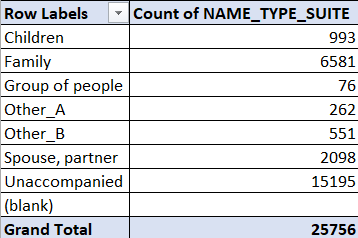 Row Labels Count of NAME_TYPE_SUITE
Children 993
Family 6581
Group of people 76
Other_A 262
Other_B 551
Spouse, partner 2098
Unaccompanied 15195
(blank)
Grand Total 25756